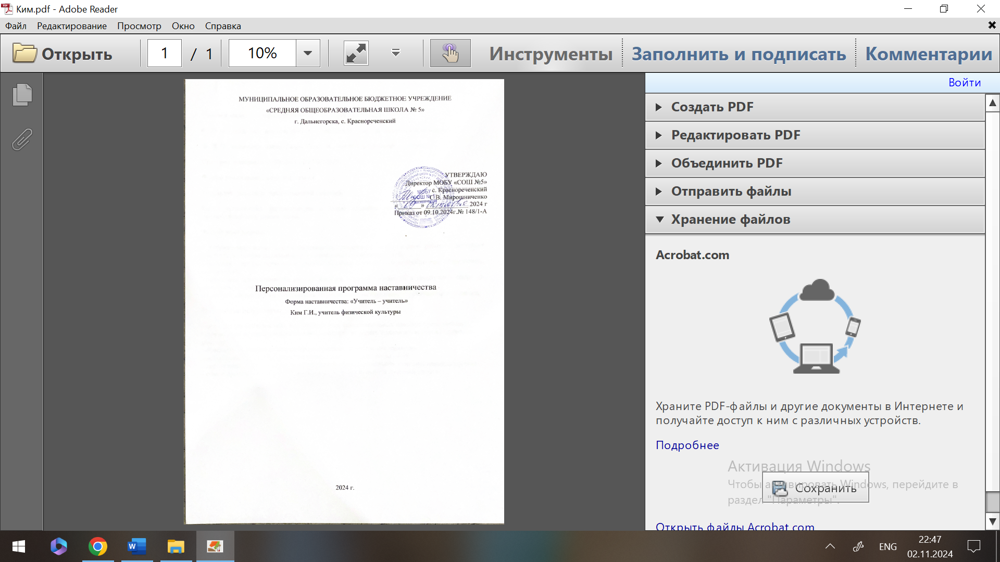 Ким.pdf - Adobe Reader
Файл Редактирование Просмотр Окно Справка
Открыть 1 / 1 10% Инструменты Заполнить и подписать Комментарии
МУНИЦИПАЛЬНОЕ ОБРАЗОВАТЕЛЬНОЕ БЮДЖЕТНОЕ УЧРЕЖДЕНИЕ
«СРЕДНЯЯ ОБЩЕОБРАЗОВАТЕЛЬНАЯ ШКОЛА № 5»
г. Дальнегорска, с. Краснореченский
УТВЕРЖДАЮ
Директор МОБУ «СОШ №5»
с. Краснореченский
С.В. Мирошниченко
« » октября 2024 г
Приказ от 09.10.2024г.№ 148/1-А
МОБУ
СОШ № 5
Персонализированная программа наставничества
Форма наставничества: «Учитель – учитель»
Ким Г.И., учитель физической культуры
2024 г.
Войти
Создать PDF
Редактировать PDF
Объединить PDF
Отправить файлы
Хранение файлов
Acrobat.com
Храните PDF-файлы и другие документы в Интернете и
получайте доступ к ним с различных устройств.
Подробнее
Активация Windows
Чтобы активировать Windows, перейдите в
раздел "Параметры".
Сохранить
Открыть файлы Acrobat.com
ENG
22:47
02.11.2024